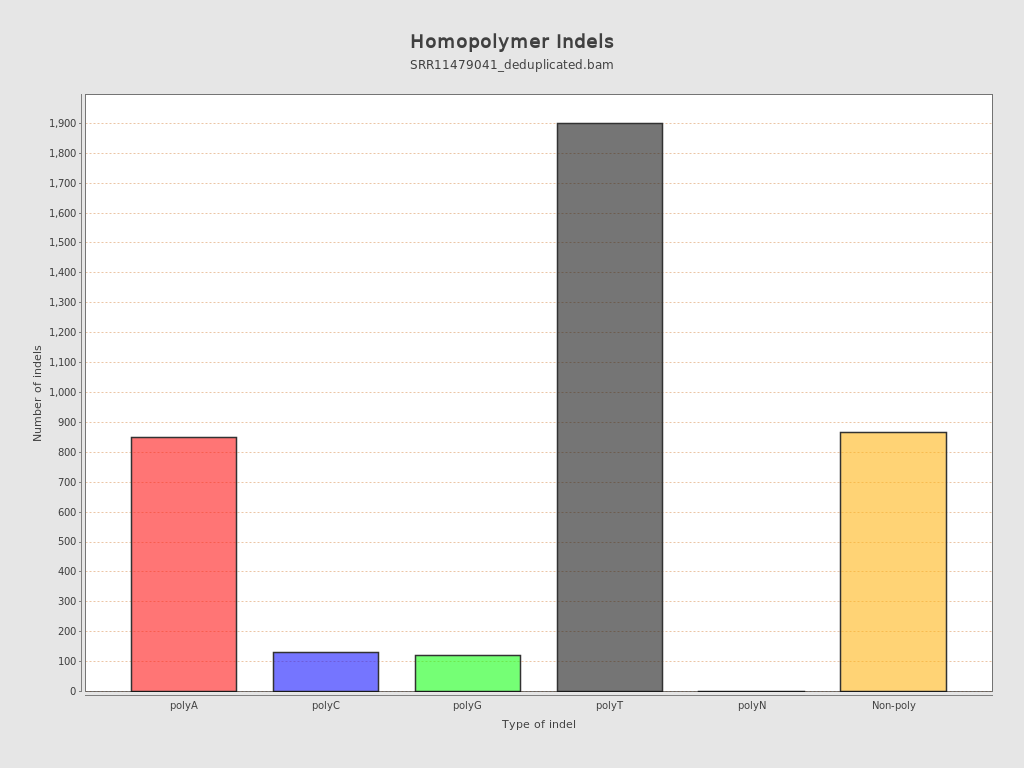 Homopolymer Indels
SRR11479041_deduplicated.bam
1,900
1,800
1,700
1,600
1,500
1,400
1,300
1,200
1,100
1,000
900
800
700
600
500
400
300
200
100
0
Number of indels
polyA
polyC
polyG
polyT
polyN
Non-poly
Type of indel